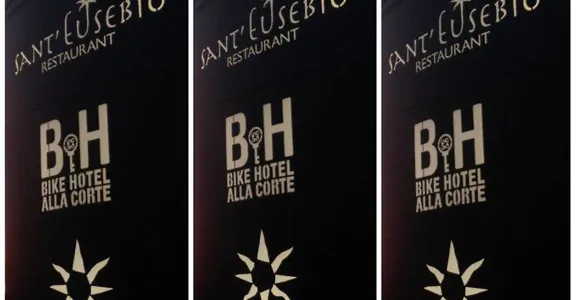 SANT'EUSEBIO
RESTAURANT
BH
BIKE HOTEL
ALLA CORTE
SANT'EUSEBIO
RESTAURANT
BH
BIKE HOTEL
ALLA CORTE
SANT'EUSEBIO
RESTAURANT
BH
BIKE HOTEL
ALLA CORTE